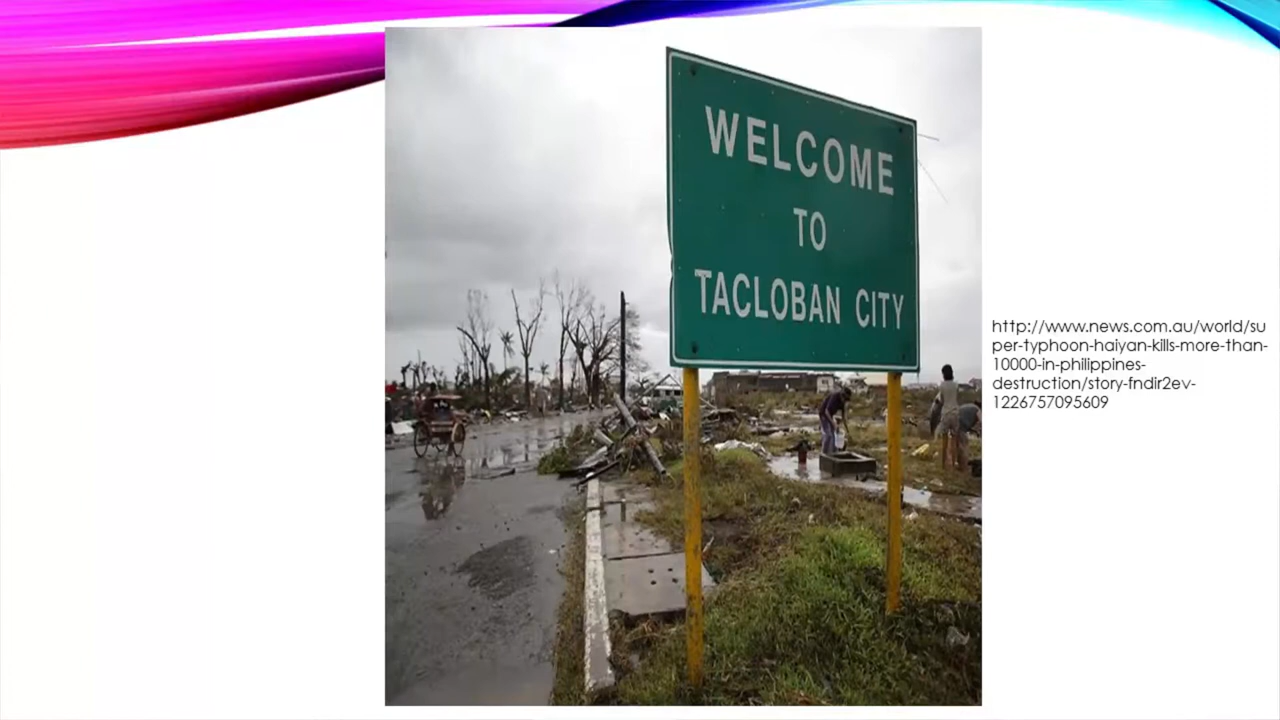 WELCOME
TO
TACLOBAN CITY
http://www.news.com.au/world/su
per-typhoon-haiyan-kills-more-than-
10000-in-philippines-
destruction/story-fndir2ev-
1226757095609